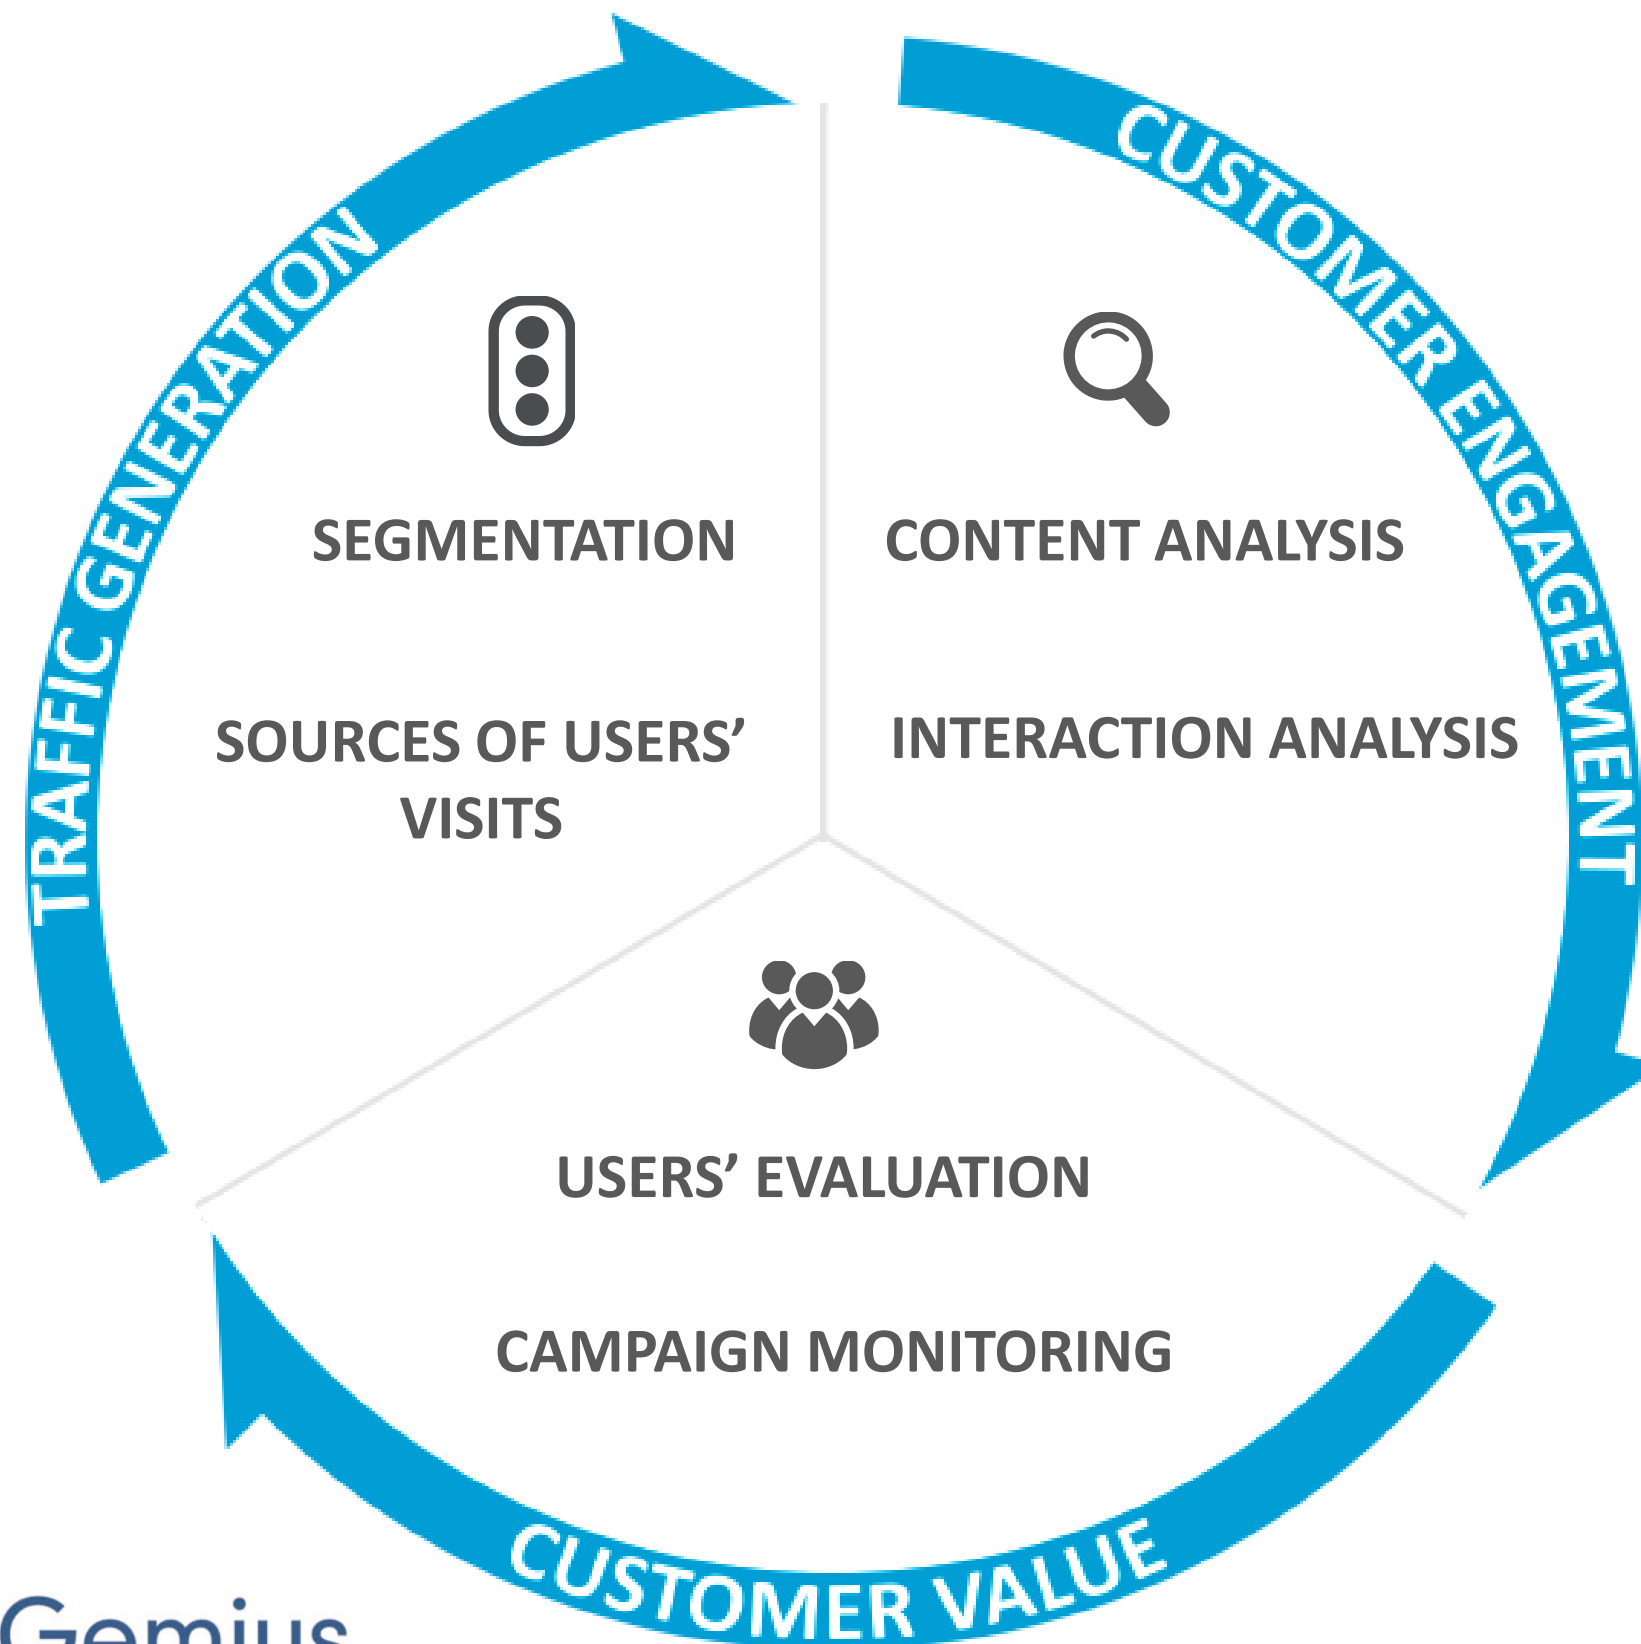 TRAFFIC GENERATION
CUSTOMER ENGAGEMENT
SEGMENTATION
CONTENT ANALYSIS
SOURCES OF USERS’
VISITS
INTERACTION ANALYSIS
USERS’ EVALUATION
CAMPAIGN MONITORING
CUSTOMER VALUE
Gemius